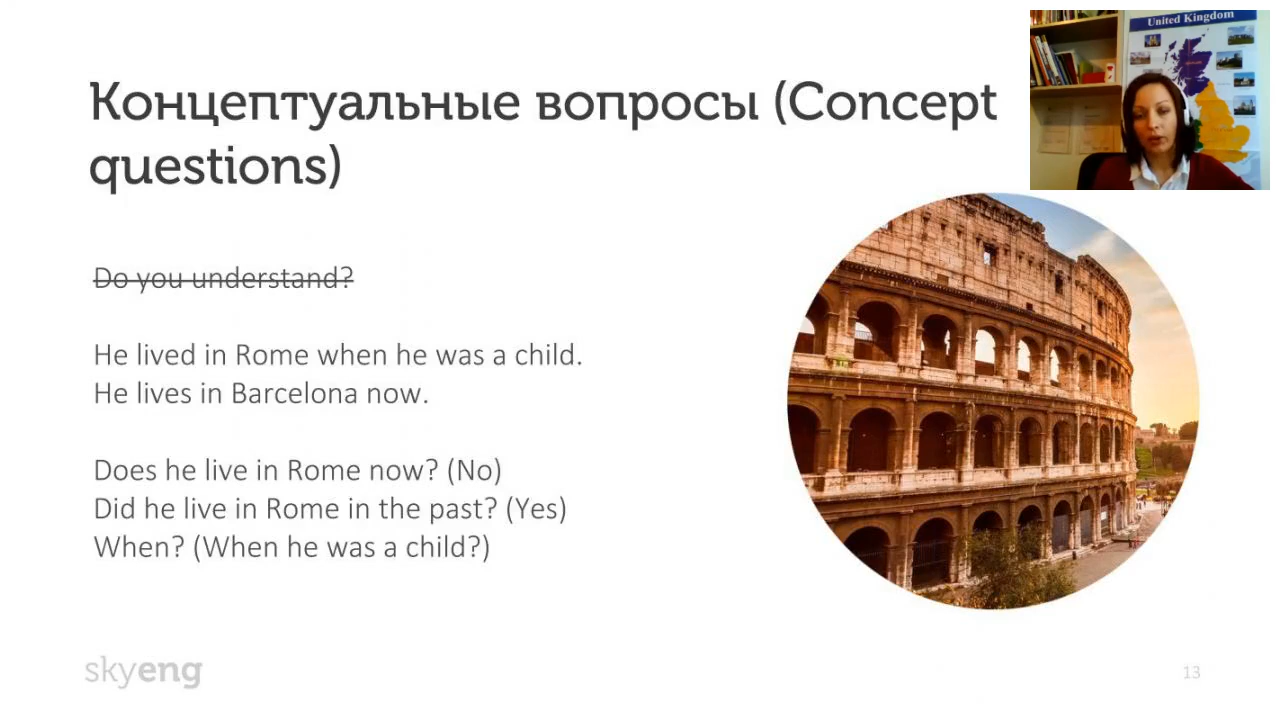 United Kingdom
Концептуальные вопросы (Concept
questions)
Do you understand?
He lived in Rome when he was a child.
He lives in Barcelona now.
Does he live in Rome now? (No)
Did he live in Rome in the past? (Yes)
When? (When he was a child?)
skyeng
13